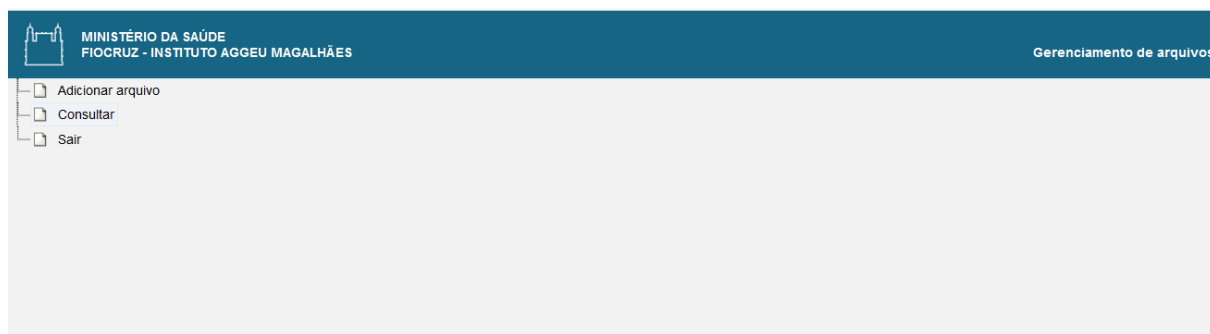 MINISTÉRIO DA SAÚDE
FIOCRUZ - INSTITUTO AGGEU MAGALHÃES
Gerenciamento de arquivos
Adicionar arquivo
Consultar
Sair